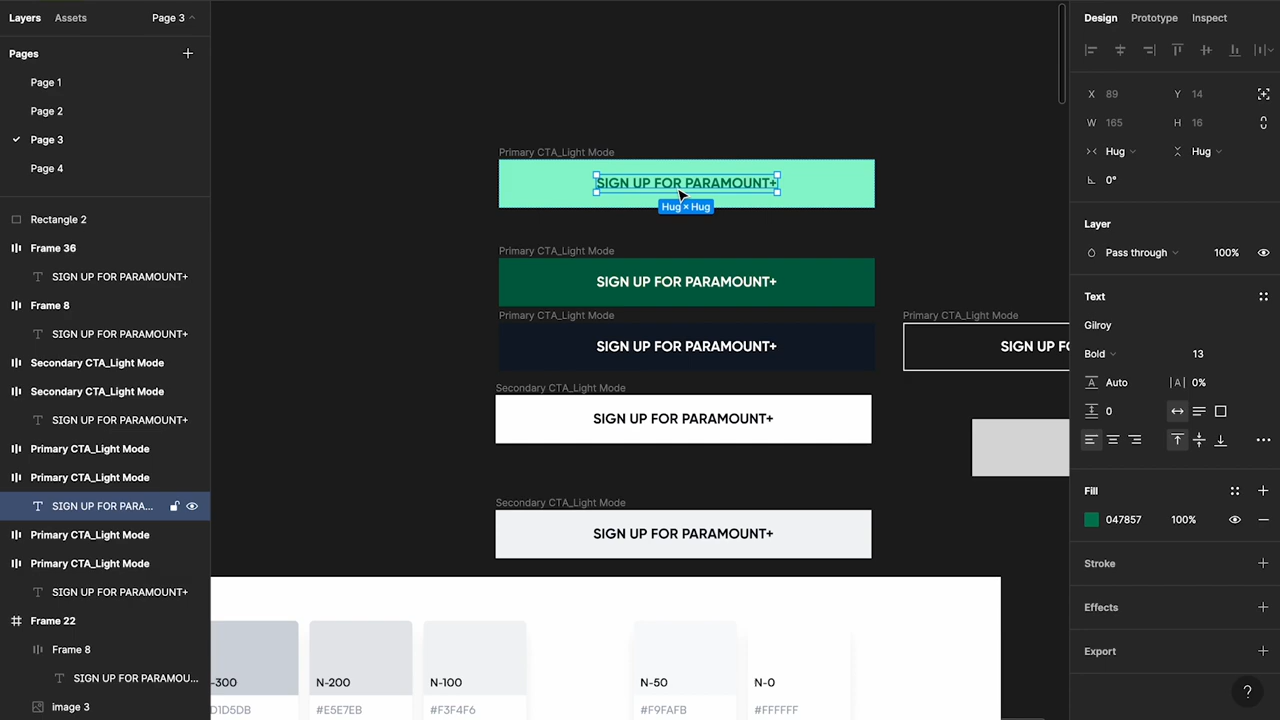 Layers Assets Page 3
Pages
Page 1
Page 2
Page 3
Page 4
Rectangle 2
Frame 36
SIGN UP FOR PARAMOUNT+
Frame 8
SIGN UP FOR PARAMOUNT+
Secondary CTA_Light Mode
Secondary CTA_Light Mode
SIGN UP FOR PARAMOUNT+
Primary CTA_Light Mode
Primary CTA_Light Mode
SIGN UP FOR PARA...
Primary CTA_Light Mode
Primary CTA_Light Mode
SIGN UP FOR PARAMOUNT+
Frame 22
Frame 8
SIGN UP FOR PARAMOU...
image 3
Primary CTA_Light Mode
SIGN UP FOR PARAMOUNT+
Hug × Hug
Primary CTA_Light Mode
SIGN UP FOR PARAMOUNT+
Primary CTA_Light Mode
SIGN UP FOR PARAMOUNT+
Primary CTA_Light Mode
SIGN UP FO
Secondary CTA_Light Mode
SIGN UP FOR PARAMOUNT+
Secondary CTA_Light Mode
SIGN UP FOR PARAMOUNT+
-300 N-200 N-100 N-50 N-0
D1D5DB #E5E7EB #F3F4F6 #F9FAFB #FFFFFF
Design Prototype Inspect
X 89 Y 14
W 165 H 16
Hug Hug
0°
Layer
Pass through 100%
Text
Gilroy
Bold 13
Auto |A| 0%
0
Fill
047857 100%
Stroke
Effects
Export
?